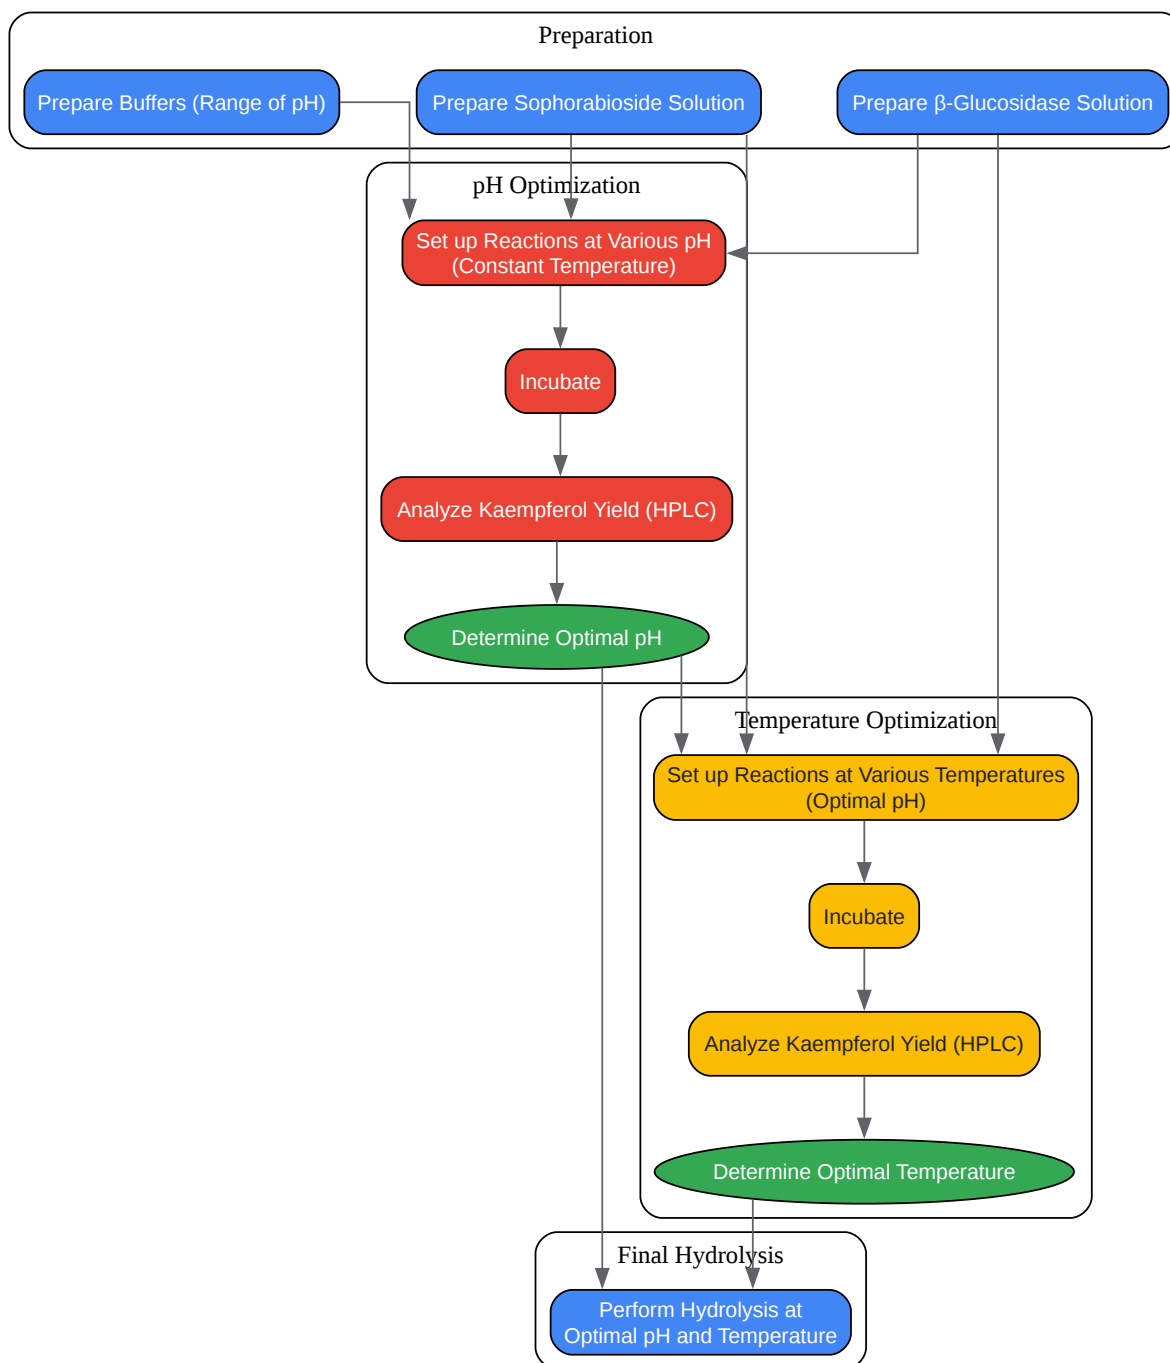 Preparation
Prepare Buffers (Range of pH)
Prepare Sophorabioside Solution
Prepare β-Glucosidase Solution
pH Optimization
Set up Reactions at Various pH
(Constant Temperature)
Incubate
Analyze Kaempferol Yield (HPLC)
Determine Optimal pH
Temperature Optimization
Set up Reactions at Various Temperatures
(Optimal pH)
Incubate
Analyze Kaempferol Yield (HPLC)
Determine Optimal Temperature
Final Hydrolysis
Perform Hydrolysis at
Optimal pH and Temperature